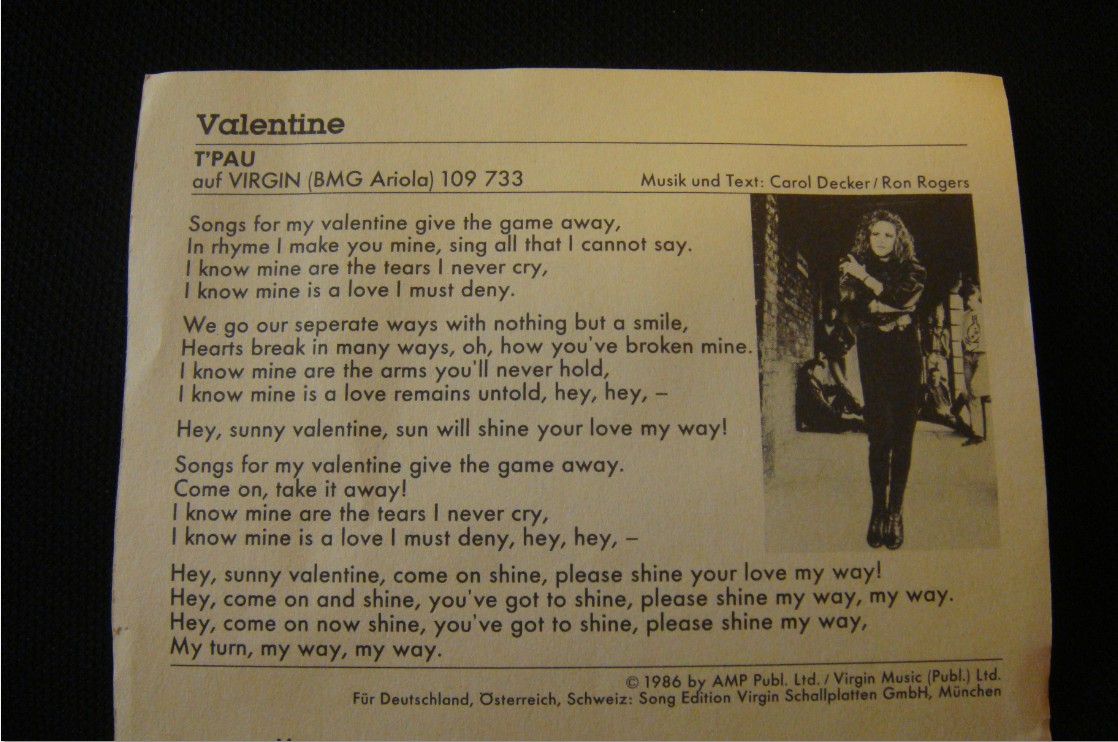 Valentine
T'PAU
auf VIRGIN (BMG Ariola) 109 733
Musik und Text: Carol Decker / Ron Rogers
Songs for my valentine give the game away,
In rhyme I make you mine, sing all that I cannot say.
I know mine are the tears I never cry,
I know mine is a love I must deny.
We go our seperate ways with nothing but a smile,
Hearts break in many ways, oh, how you've broken mine.
I know mine are the arms you'll never hold,
I know mine is a love remains untold, hey, hey, –
Hey, sunny valentine, sun will shine your love my way!
Songs for my valentine give the game away.
Come on, take it away!
I know mine are the tears I never cry,
I know mine is a love I must deny, hey, hey, –
Hey, sunny valentine, come on shine, please shine your love my way!
Hey, come on and shine, you've got to shine, please shine my way, my way.
Hey, come on now shine, you've got to shine, please shine my way,
My turn, my way, my way.
© 1986 by AMP Publ. Ltd. / Virgin Music (Publ.) Ltd.
Für Deutschland, Österreich, Schweiz: Song Edition Virgin Schallplatten GmbH, München